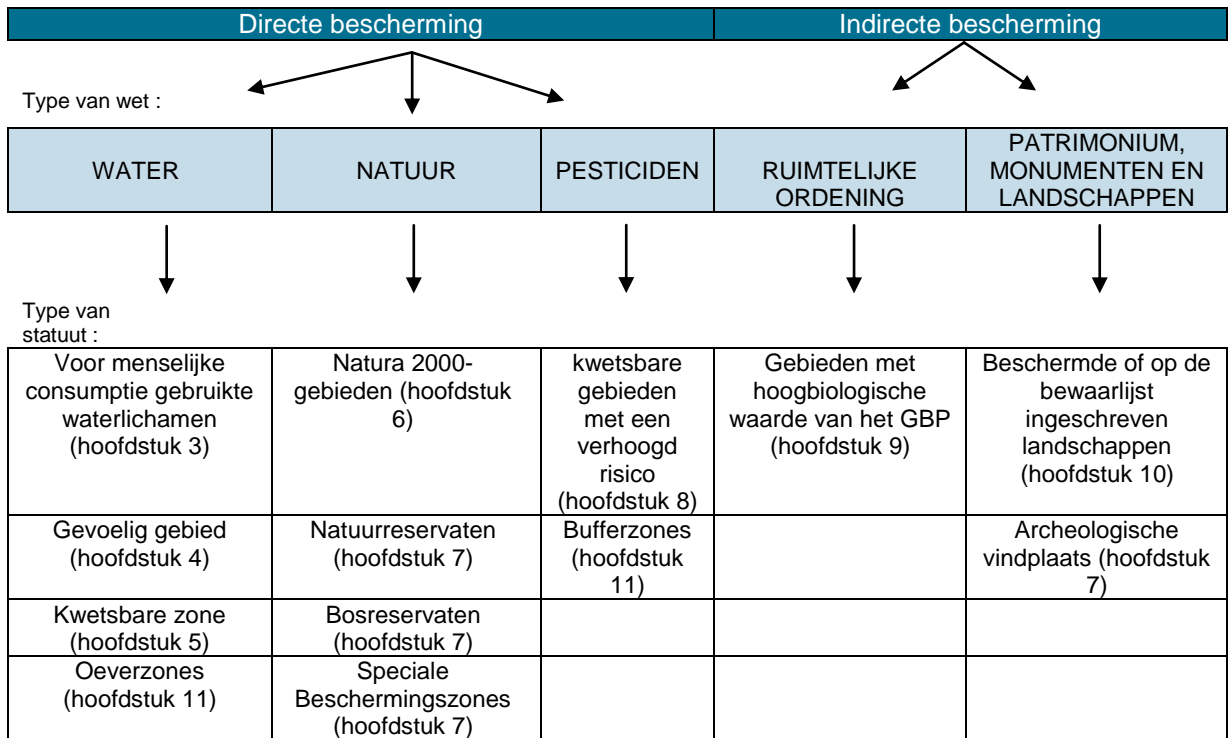 Directe bescherming
Indirecte bescherming
Type van wet :
WATER
NATUUR
PESTICIDEN
RUIMTELIJKE
ORDENING
PATRIMONIUM,
MONUMENTEN EN
LANDSCHAPPEN
Type van
statuut :
Voor menselijke
consumptie gebruikte
waterlichamen
(hoofdstuk 3)
Natura 2000-
gebieden (hoofdstuk
6)
kwetsbare
gebieden
met een
verhoogd
risico
(hoofdstuk 8)
Gebieden met
hoogbiologische
waarde van het GBP
(hoofdstuk 9)
Beschermde of op de
bewaarlijst
ingeschreven
landschappen
(hoofdstuk 10)
Gevoelig gebied
(hoofdstuk 4)
Natuurreservaten
(hoofdstuk 7)
Bufferzones
(hoofdstuk
11)
Archeologische
vindplaats (hoofdstuk
7)
Kwetsbare zone
(hoofdstuk 5)
Bosreservaten
(hoofdstuk 7)
Oeverzones
(hoofdstuk 11)
Speciale
Beschermingszones
(hoofdstuk 7)